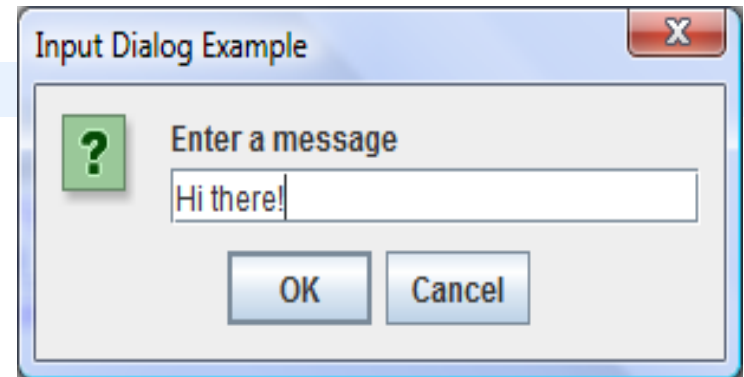 Input Dialog Example
X
?
Enter a message
Hi there!
OK Cancel